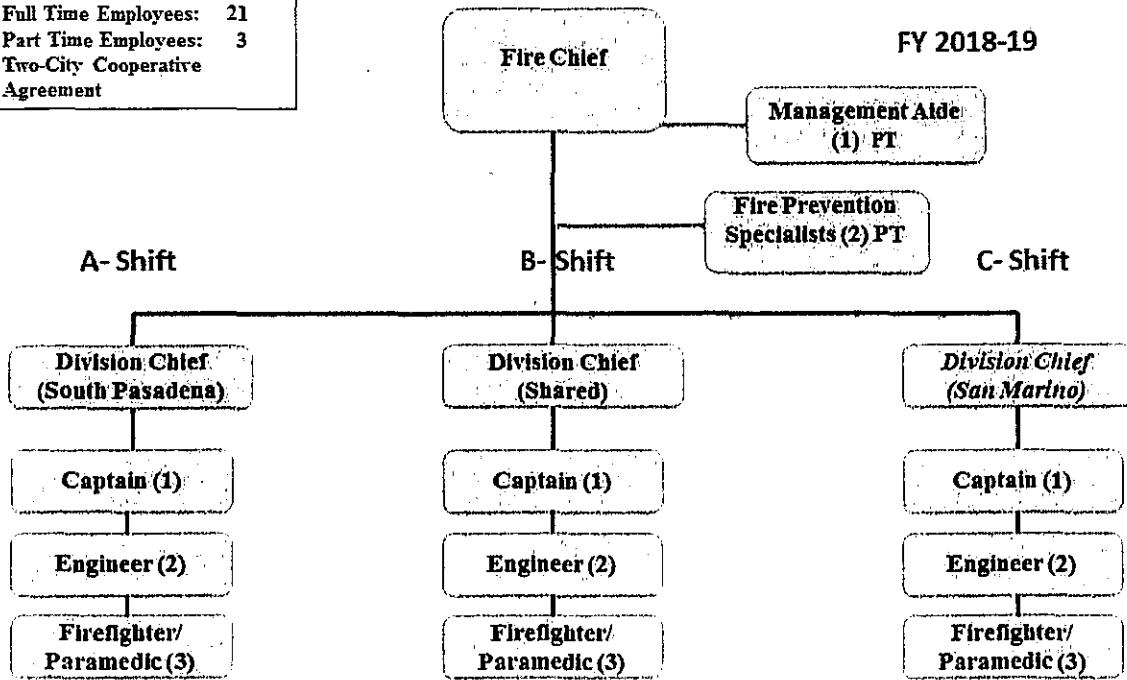 Full Time Employees: 21
Part Time Employees: 3
Two-City Cooperative
Agreement
Fire Chief
FY 2018-19
Management Aide
(1) PT
Fire Prevention
Specialists (2) PT
A- Shift
B- Shift
C- Shift
Division Chief
(South Pasadena)
Division Chief
(Shared)
Division Chief
(San Marino)
Captain (1)
Captain (1)
Captain (1)
Engineer (2)
Engineer (2)
Engineer (2)
Firefighter/
Paramedic (3)
Firefighter/
Paramedic (3)
Firefighter/
Paramedic (3)